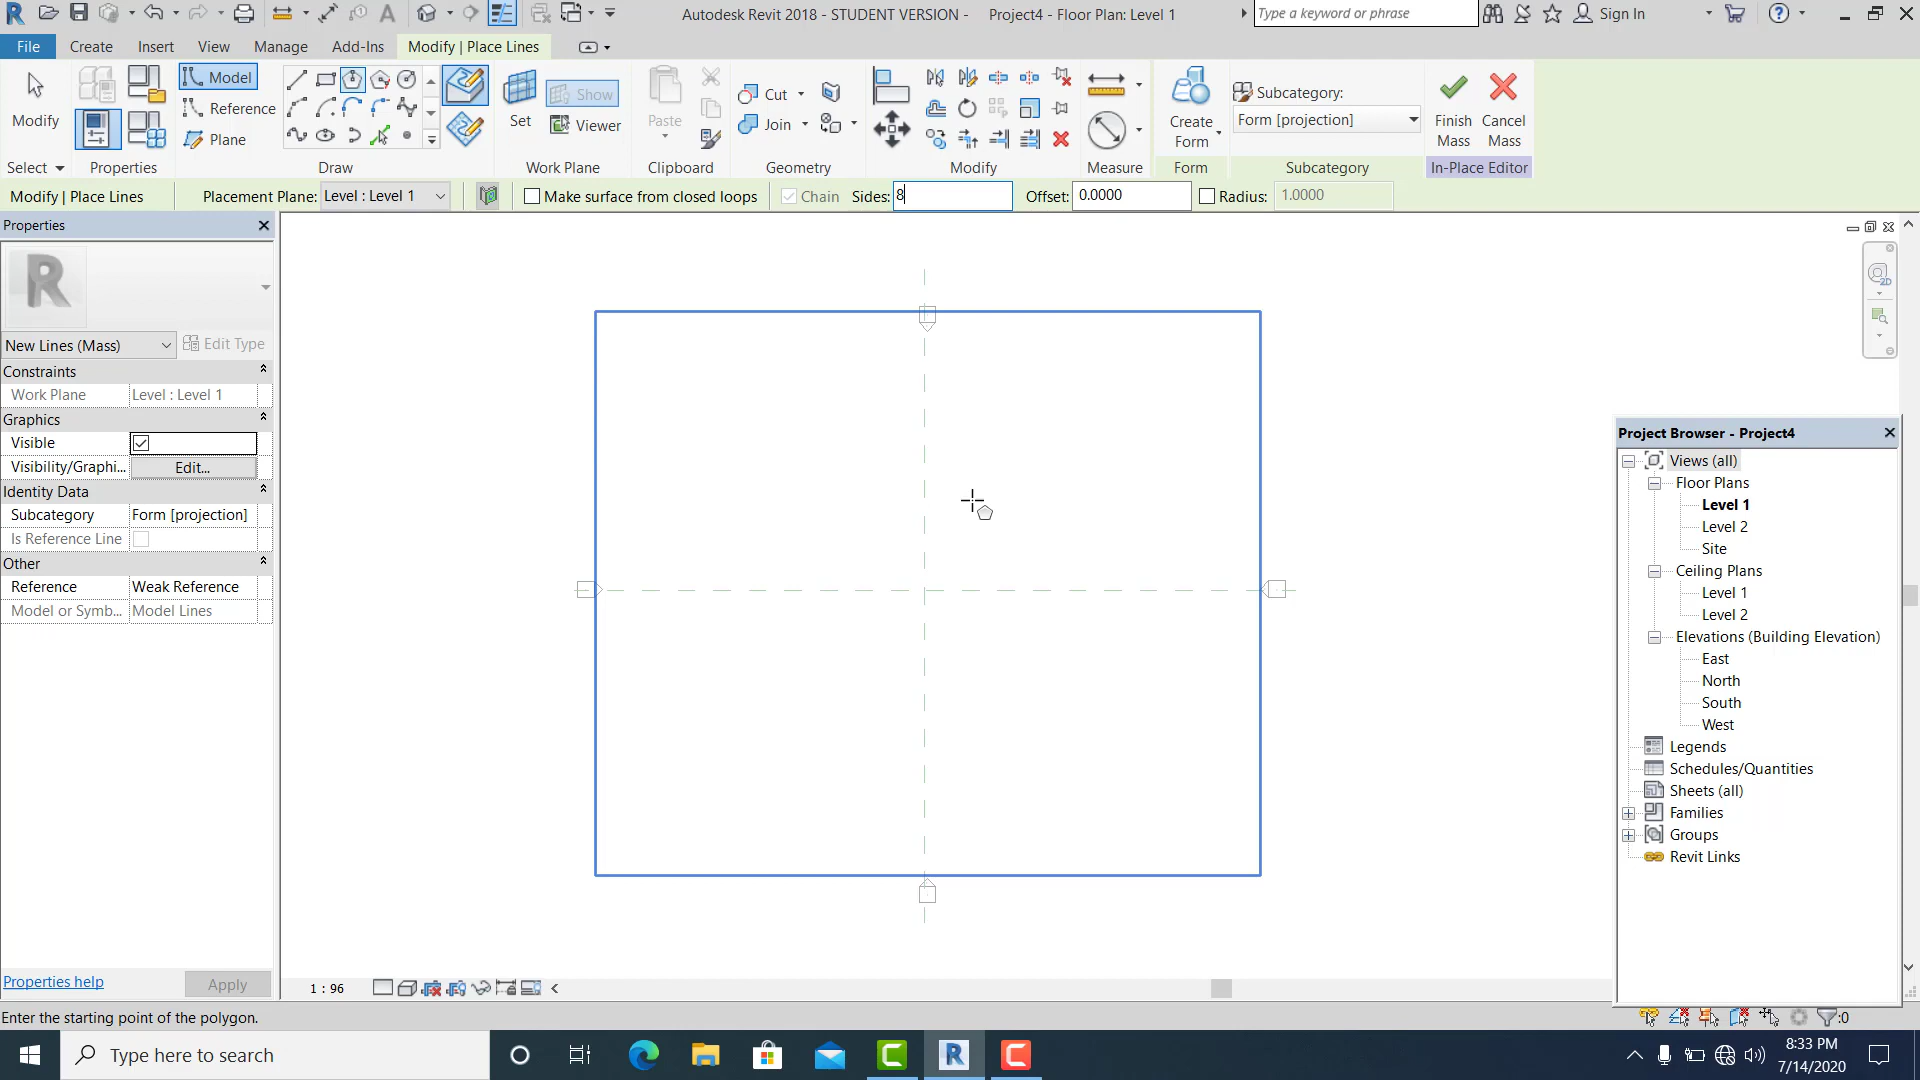 Autodesk Revit 2018 - STUDENT VERSION - Project4 - Floor Plan: Level 1
Type a keyword or phrase
Sign In
File Create Insert View Manage Add-Ins Modify | Place Lines
Modify
Select
Properties
Model
Reference
Plane
Draw
Set
Show
Viewer
Work Plane
Paste
Clipboard
Cut
Join
Geometry
Modify
Measure
Create Form
Form
Subcategory:
Form [projection]
Subcategory
Finish Mass
Cancel Mass
In-Place Editor
Modify | Place Lines Placement Plane: Level : Level 1 Make surface from closed loops Chain Sides: 8 Offset: 0.0000 Radius: 1.0000
Properties
New Lines (Mass) Edit Type
Constraints
Work Plane Level : Level 1
Graphics
Visible
Visibility/Graphi... Edit...
Identity Data
Subcategory Form [projection]
Is Reference Line
Other
Reference Weak Reference
Model or Symb... Model Lines
Properties help Apply
Project Browser - Project4
Views (all)
Floor Plans
Level 1
Level 2
Site
Ceiling Plans
Level 1
Level 2
Elevations (Building Elevation)
East
North
South
West
Legends
Schedules/Quantities
Sheets (all)
Families
Groups
Revit Links
1 : 96
Enter the starting point of the polygon.
:0
Type here to search
8:33 PM
7/14/2020